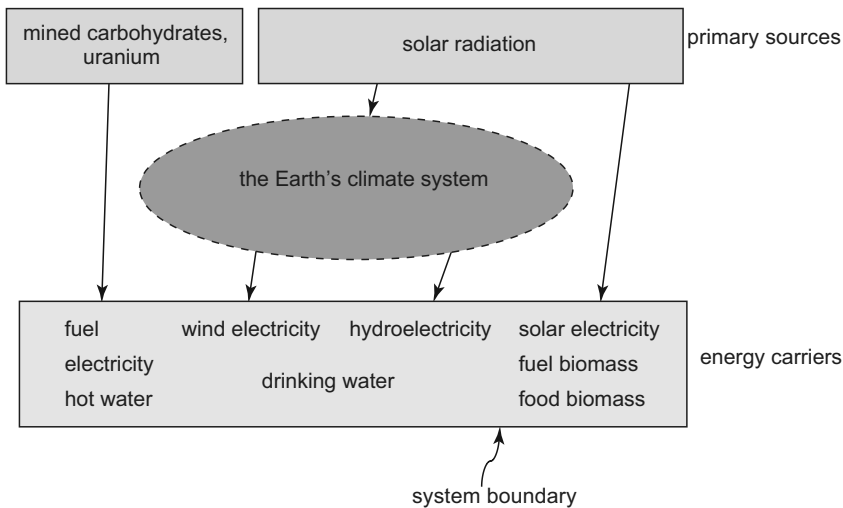 mined carbohydrates,
uranium
solar radiation
primary sources
the Earth's climate system
fuel
electricity
hot water
wind electricity
hydroelectricity
drinking water
solar electricity
fuel biomass
food biomass
energy carriers
system boundary